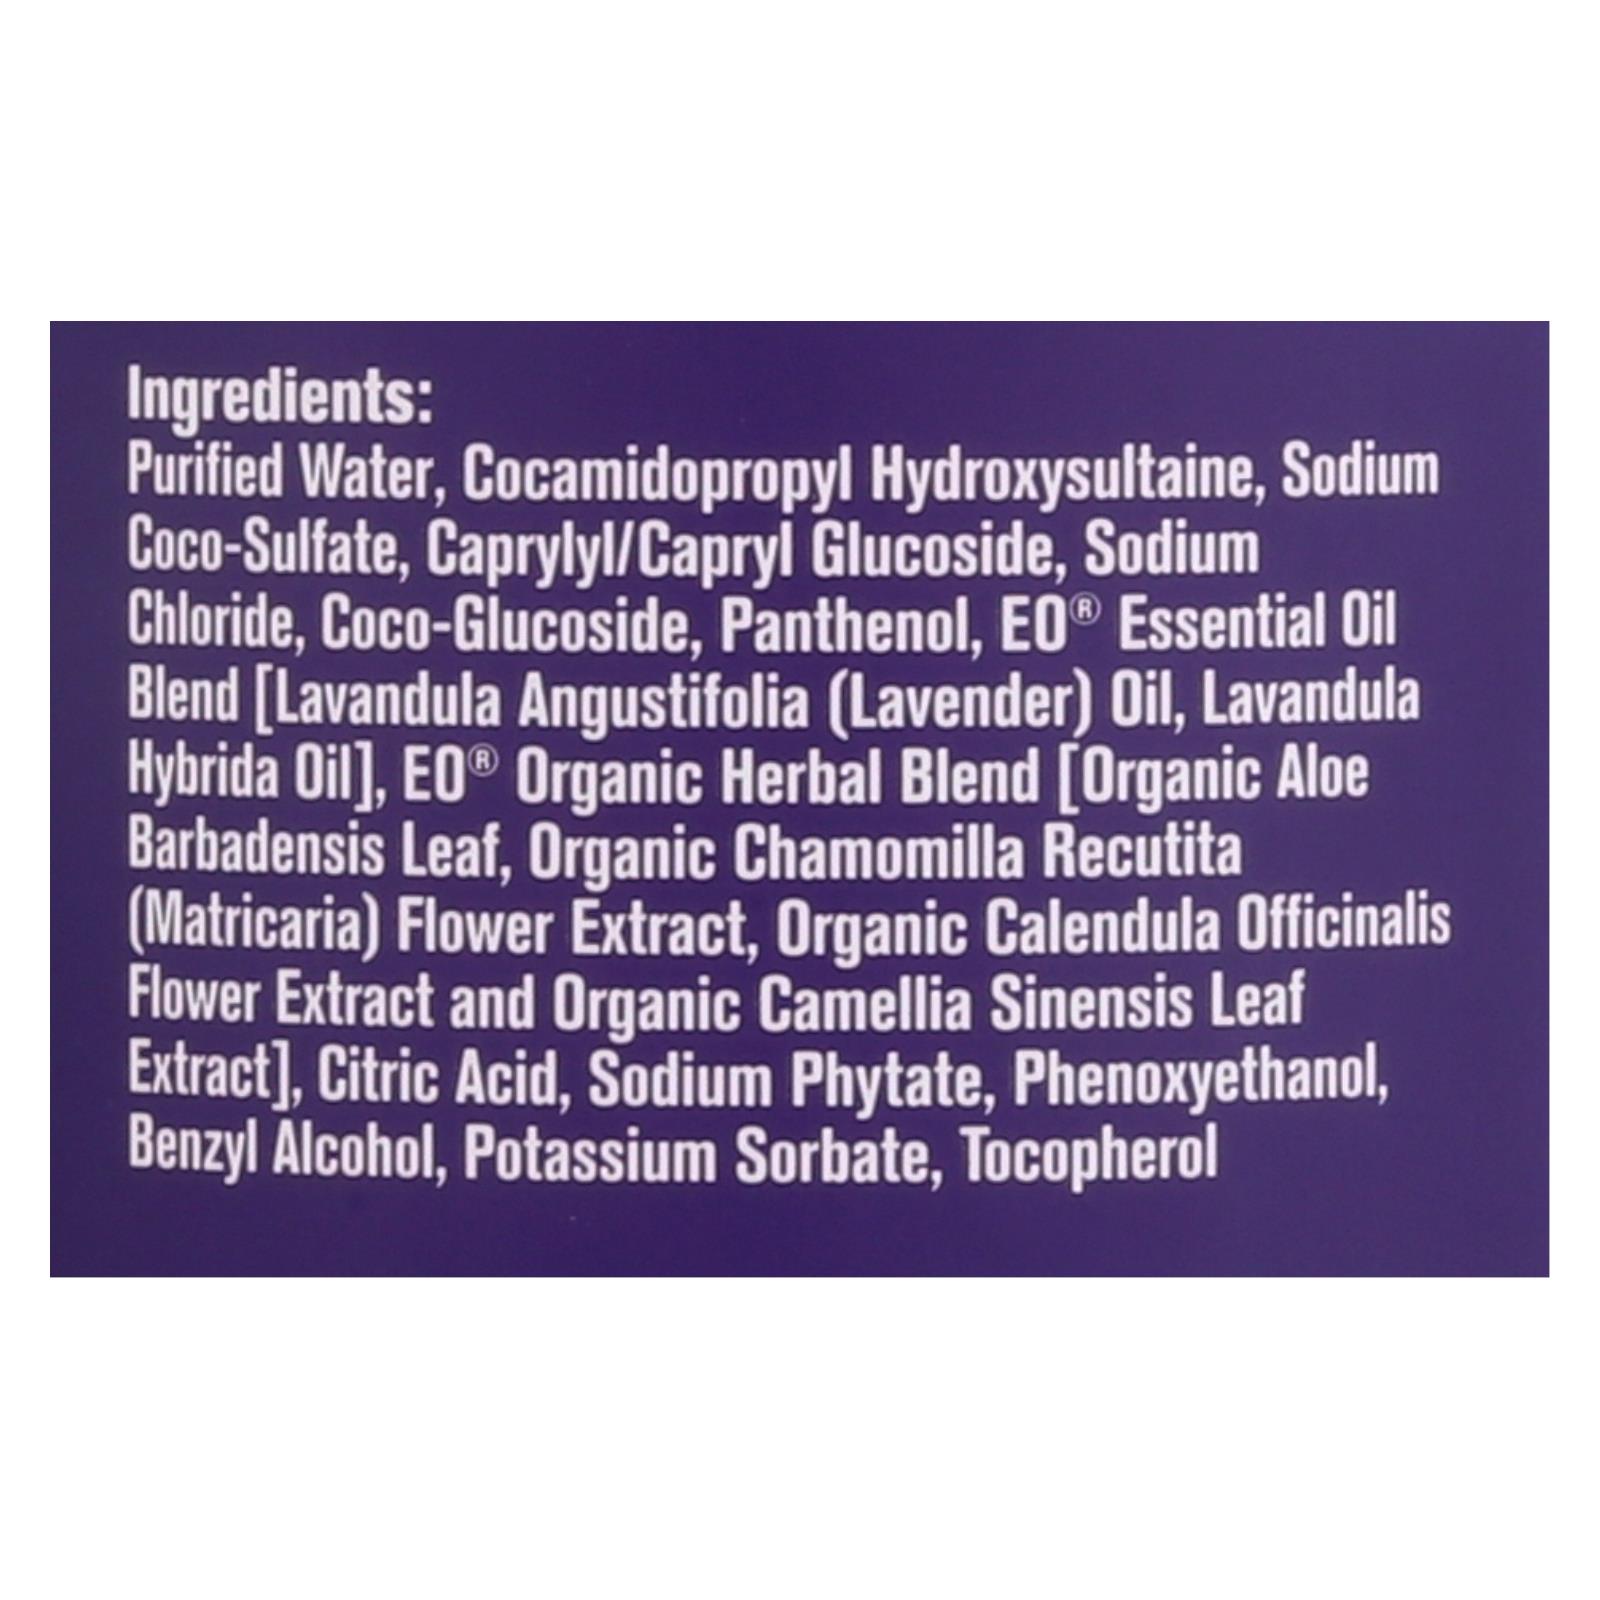 Ingredients:
Purified Water, Cocamidopropyl Hydroxysultaine, Sodium
Coco-Sulfate, Caprylyl/Capryl Glucoside, Sodium
Chloride, Coco-Glucoside, Panthenol, EO® Essential Oil
Blend [Lavandula Angustifolia (Lavender) Oil, Lavandula
Hybrida Oil], EO® Organic Herbal Blend [Organic Aloe
Barbadensis Leaf, Organic Chamomilla Recutita
(Matricaria) Flower Extract, Organic Calendula Officinalis
Flower Extract and Organic Camellia Sinensis Leaf
Extract], Citric Acid, Sodium Phytate, Phenoxyethanol,
Benzyl Alcohol, Potassium Sorbate, Tocopherol